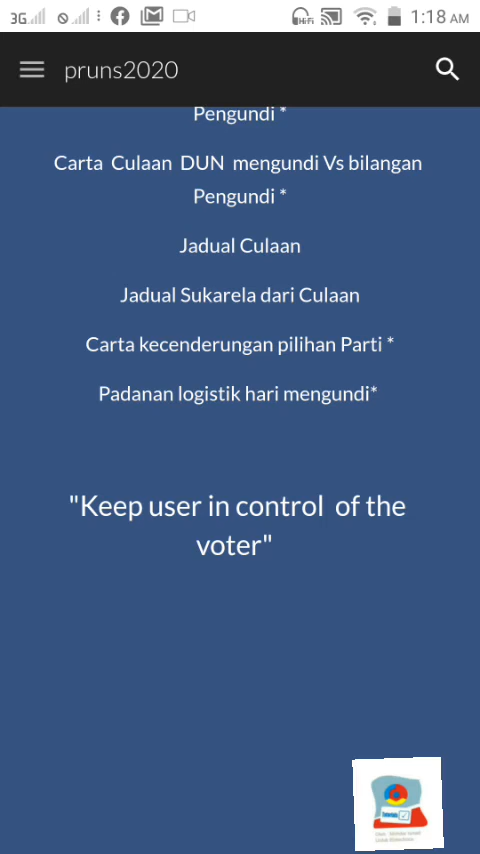 3G
HiFi
1:18 AM
pruns2020
Pengundi *
Carta Culaan DUN mengundi Vs bilangan
Pengundi *
Jadual Culaan
Jadual Sukarela dari Culaan
Carta kecenderungan pilihan Parti *
Padanan logistik hari mengundi*
"Keep user in control of the
voter"